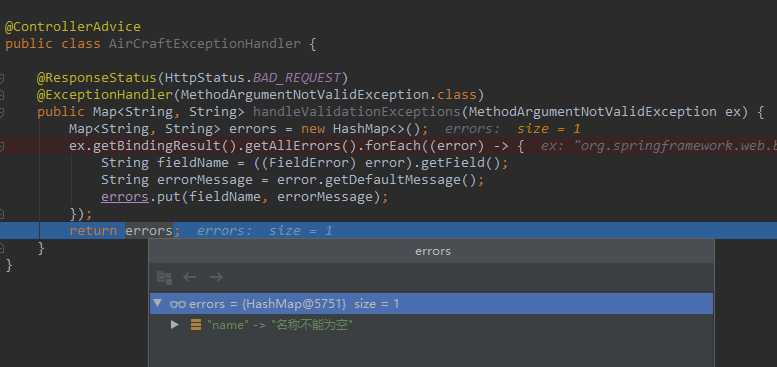 @ControllerAdvice
public class AirCraftExceptionHandler {
@ResponseStatus(HttpStatus.BAD_REQUEST)
@ExceptionHandler(MethodArgumentNotValidException.class)
public Map<String, String> handleValidationExceptions(MethodArgumentNotValidException ex) {
Map<String, String> errors = new HashMap<>(); errors: size = 1
ex.getBindingResult().getAllErrors().forEach((error) -> { ex: "org.springframework.web.b
String fieldName = ((FieldError) error).getField();
String errorMessage = error.getDefaultMessage();
errors.put(fieldName, errorMessage);
});
return errors; errors: size = 1
}
}
errors
errors = {HashMap@5751} size = 1
"name" -> "名称不能为空"